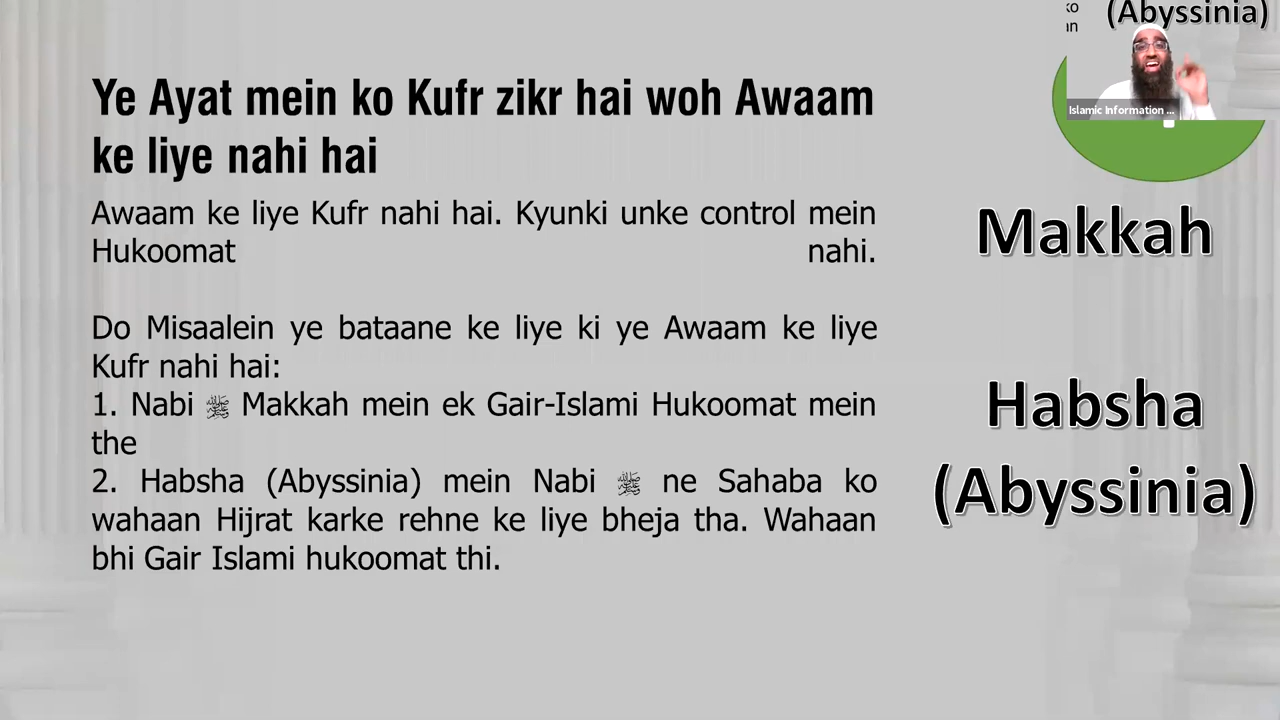 Ye Ayat mein ko Kufr zikr hai woh Awaam
ke liye nahi hai
Awaam ke liye Kufr nahi hai. Kyunki unke control mein
Hukoomat nahi.
Do Misaalein ye bataane ke liye ki ye Awaam ke liye
Kufr nahi hai:
1. Nabi ﷺ Makkah mein ek Gair-Islami Hukoomat mein
the
2. Habsha (Abyssinia) mein Nabi ﷺ ne Sahaba ko
wahaan Hijrat karke rehne ke liye bheja tha. Wahaan
bhi Gair Islami hukoomat thi.
(Abyssinia)
Islamic Information ...
Makkah
Habsha
(Abyssinia)